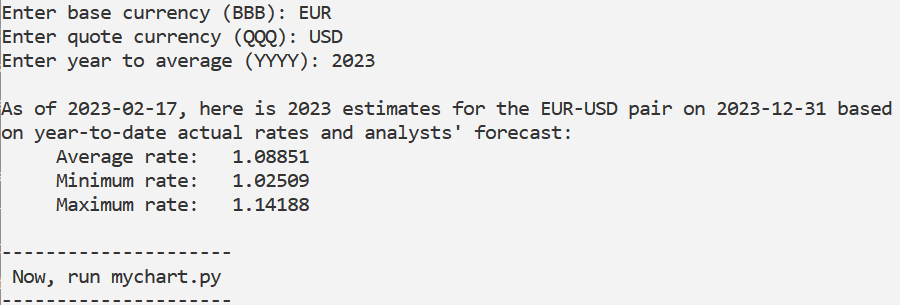 Enter base currency (BBB): EUR
Enter quote currency (QQQ): USD
Enter year to average (YYYY): 2023

As of 2023-02-17, here is 2023 estimates for the EUR-USD pair on 2023-12-31 based
on year-to-date actual rates and analysts' forecast:
     Average rate:   1.08851
     Minimum rate:   1.02509
     Maximum rate:   1.14188

---------------------
 Now, run mychart.py
---------------------